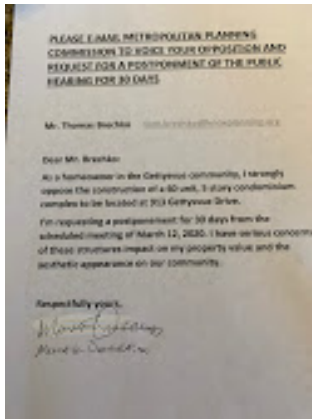 PLEASE E-MAIL METROPOLITAN PLANNING
COMMISSION TO VOICE YOUR OPPOSITION AND
REQUEST FOR A POSTPONMENT OF THE PUBLIC
HEARING FOR 30 DAYS
Mr. Thomas Brechko
Dear Mr. Brechko:
As a homeowner in the Gettysvue community, I strongly
oppose the construction of a 60 unit, 5 story condominium
complex to be located at 913 Gettysvue Drive.
I'm requesting a postponement for 30 days from the
scheduled meeting of March 12, 2020. I have serious concerns
of these structures impact on my property value and the
aesthetic appearance on our community.
Respectfully yours,